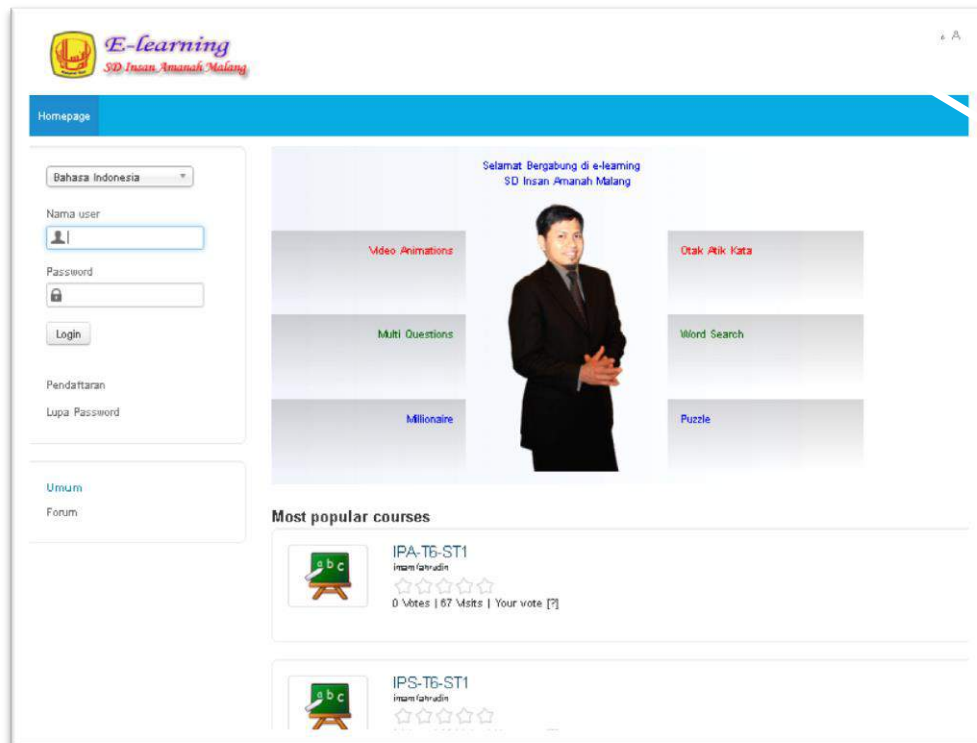 E-learning
SD Insan Amanah Malang
Homepage
Bahasa Indonesia
Nama user
Password
Login
Pendaftaran
Lupa Password
Umum
Forum
Selamat Bergabung di e-learning
SD Insan Amanah Malang
Video Animations
Otak Atik Kata
Multi Questions
Word Search
Millionaire
Puzzle
Most popular courses
IPA-T6-ST1
imam fahrudin
0 Votes | 67 Visits | Your vote [?]
IPS-T6-ST1
imam fahrudin